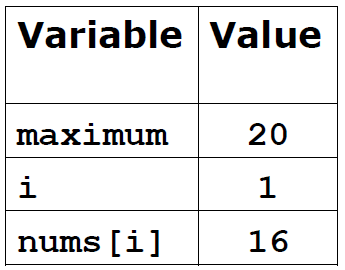 Variable Value
maximum 20
i 1
nums[i] 16